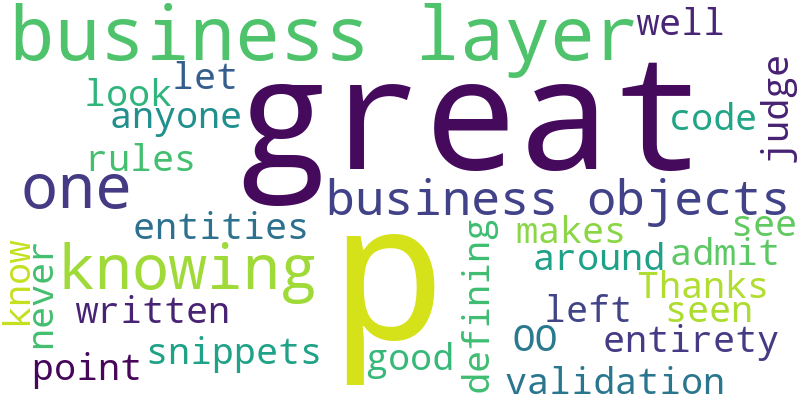 business layer
well
great
let
look
anyone
code
judge
rules
one
business objects
entities
p
see
makes
know
never
knowing
defining
around
admit
Thanks
written
left
seen
OO
entirety
point
snippets
good
validation